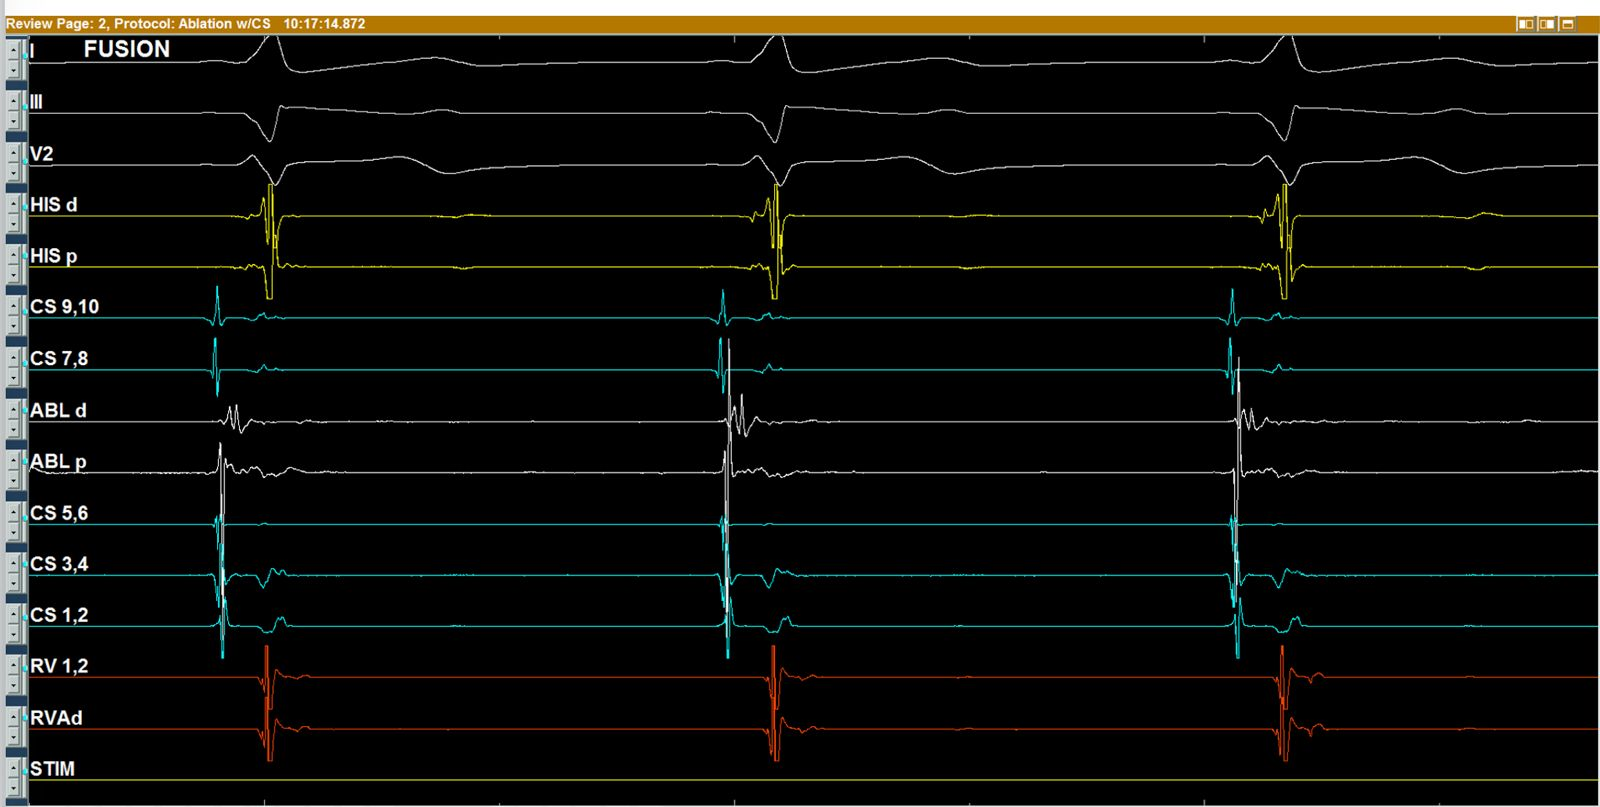 Review Page: 2, Protocol: Ablation w/CS   10:17:14.872
I FUSION
III
V2
HIS d
HIS p
CS 9,10
CS 7,8
ABL d
ABL p
CS 5,6
CS 3,4
CS 1,2
RV 1,2
RVAd
STIM